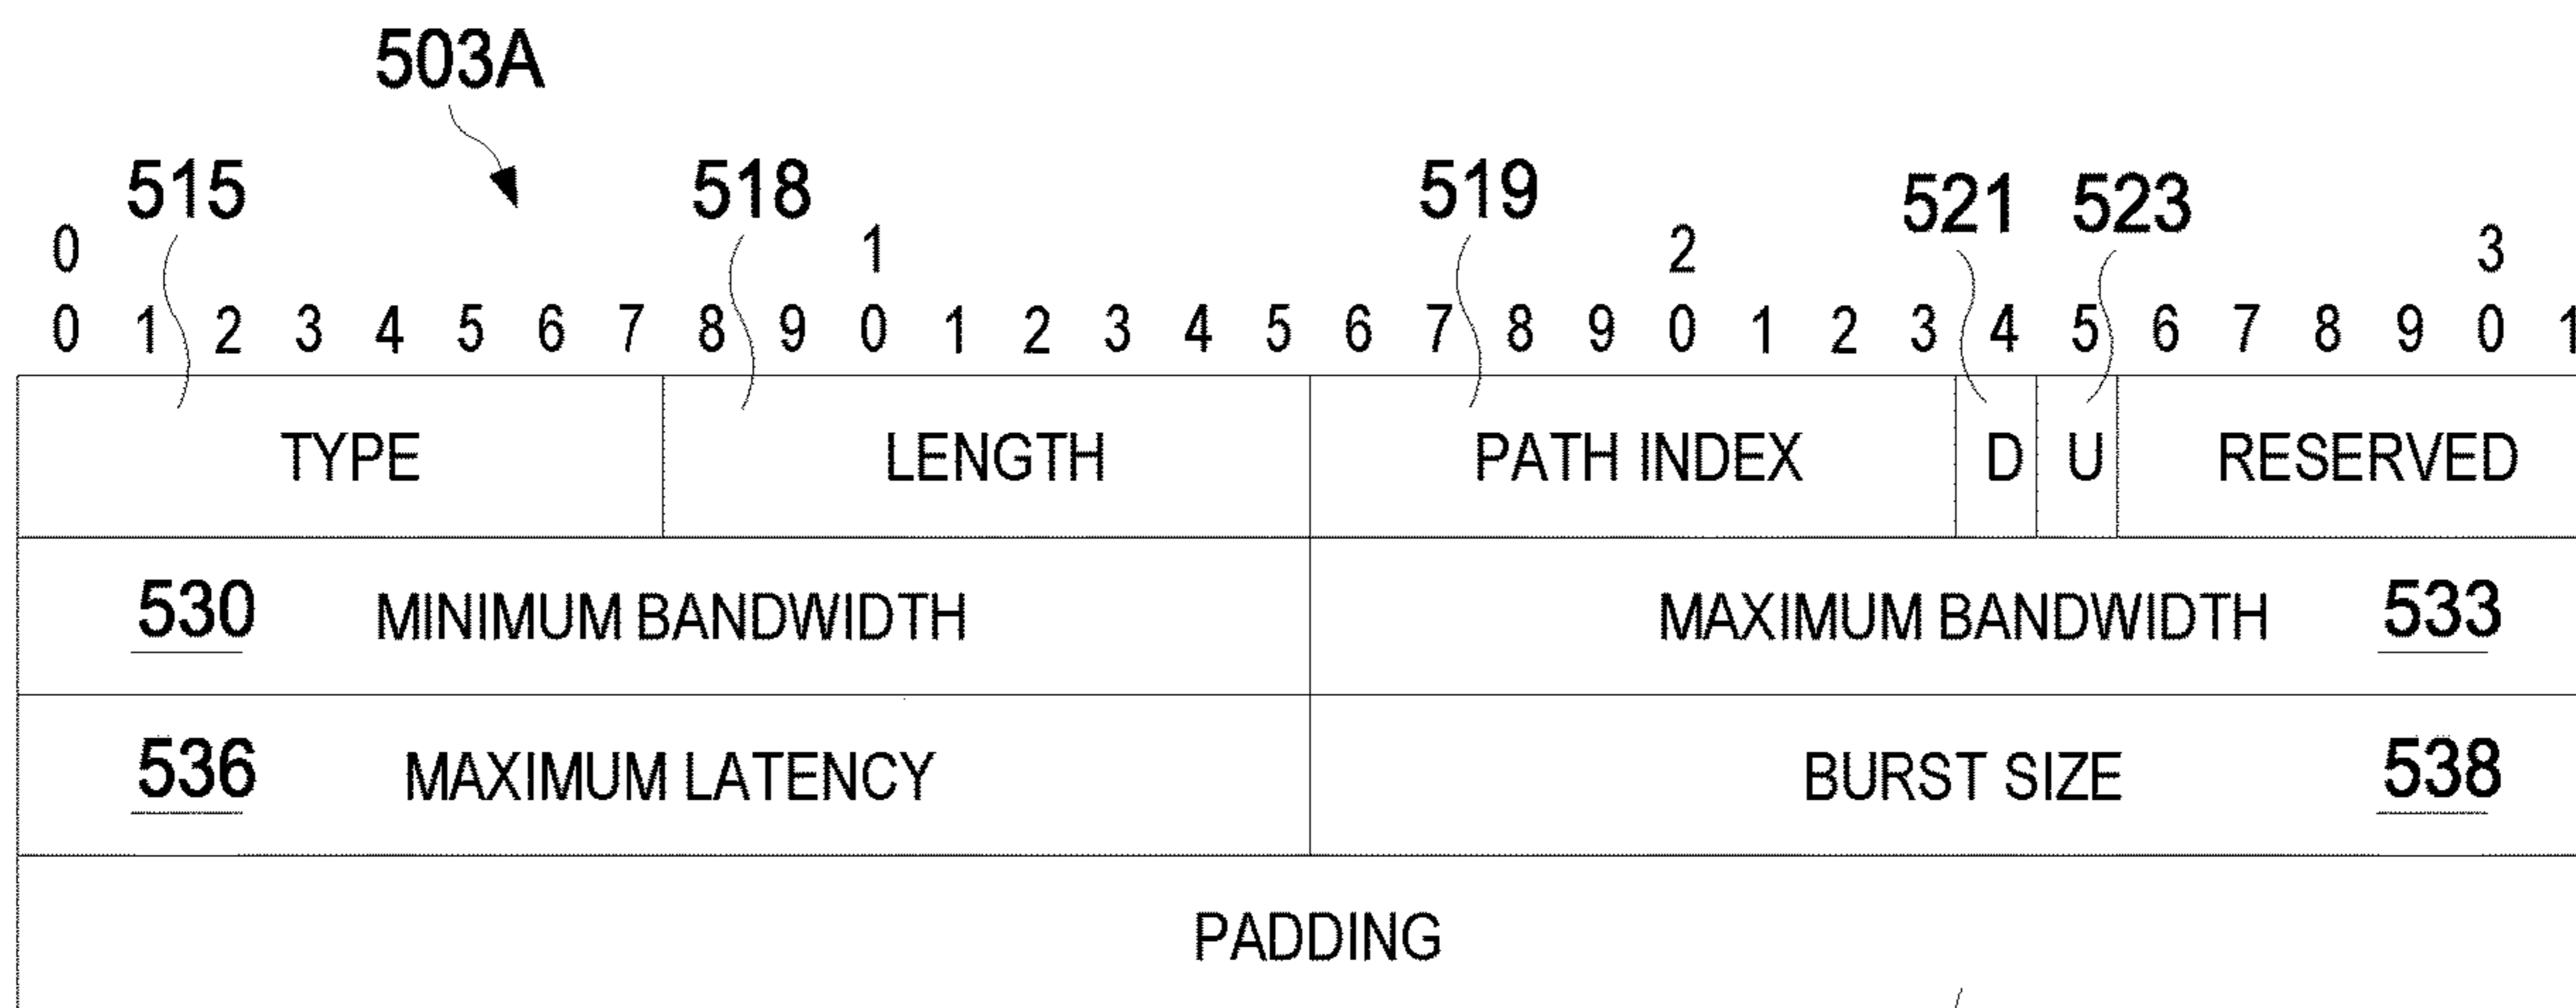 503A
515 518 519 521 523
0 1 2 3
0 1 2 3 4 5 6 7 8 9 0 1 2 3 4 5 6 7 8 9 0 1 2 3 4 5 6 7 8 9 0 1
TYPE LENGTH PATH INDEX D U RESERVED
530 MINIMUM BANDWIDTH MAXIMUM BANDWIDTH 533
536 MAXIMUM LATENCY BURST SIZE 538
PADDING